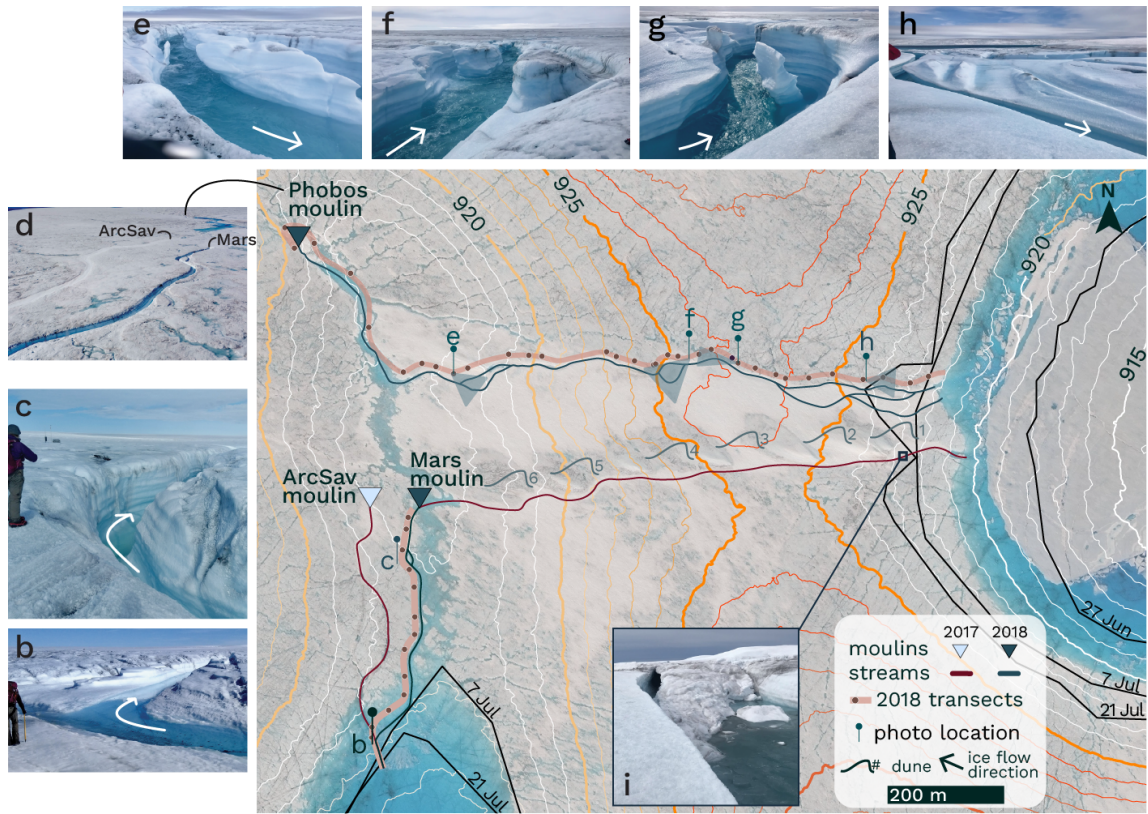 e
f
g
h
d
ArcSav
Mars
c
b
Phobos
moulin
920
925
925
N
920
915
e
f
g
h
1
2
3
4
5
6
ArcSav
moulin
Mars
moulin
c
b
7 Jul
21 Jul
27 Jun
7 Jul
21 Jul
i
2017 2018
moulins
streams
2018 transects
photo location
# dune
ice flow
direction
200 m